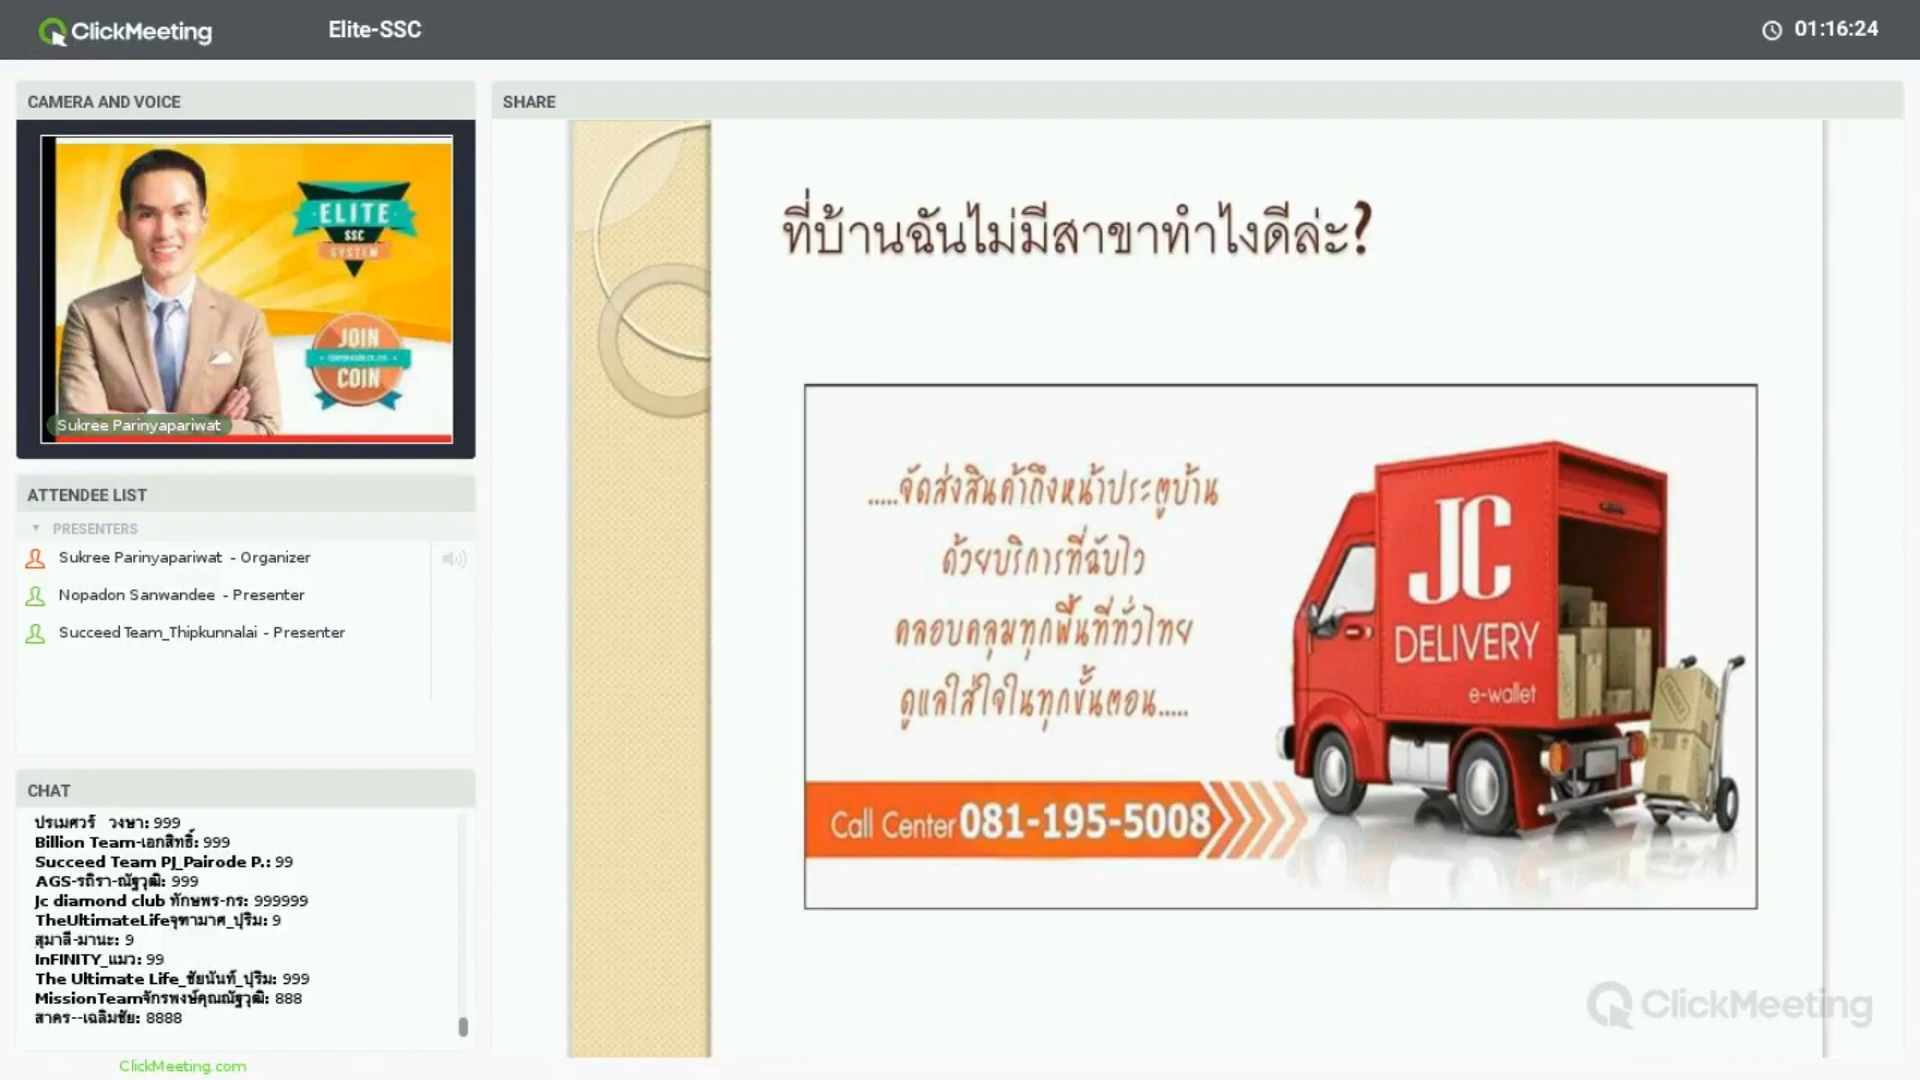 ClickMeeting
Elite-SSC
01:16:24
CAMERA AND VOICE
ELITE
SSC
SYSTEM
JOIN
COIN
Sukree Parinyapariwat
ATTENDEE LIST
PRESENTERS
Sukree Parinyapariwat - Organizer
Nopadon Sanwandee - Presenter
Succeed Team_Thipkunnalai - Presenter
CHAT
ปรเมศวร์ วงษา: 999
Billion Team-เอกสิทธิ์: 999
Succeed Team PJ_Pairode P.: 99
AGS-รถิรา-ณัฐวุฒิ: 999
Jc diamond club ทักษพร-กร: 999999
TheUltimateLifeจุฑามาศ_ปุริม: 9
สุมาลี-มานะ: 9
InFINITY_แมว: 99
The Ultimate Life_ชัยนันท์_ปุริม: 999
MissionTeamจักรพงษ์คุณณัฐวุฒิ: 888
สาคร--เฉลิมชัย: 8888
ClickMeeting.com
SHARE
ที่บ้านฉันไม่มีสาขาทำไงดีล่ะ?
.....จัดส่งสินค้าถึงหน้าประตูบ้าน
ด้วยบริการที่ฉับไว
คลอบคลุมทุกพื้นที่ทั่วไทย
ดูแลใส่ใจในทุกขั้นตอน.....
Call Center 081-195-5008
JC
DELIVERY
e-wallet
ClickMeeting